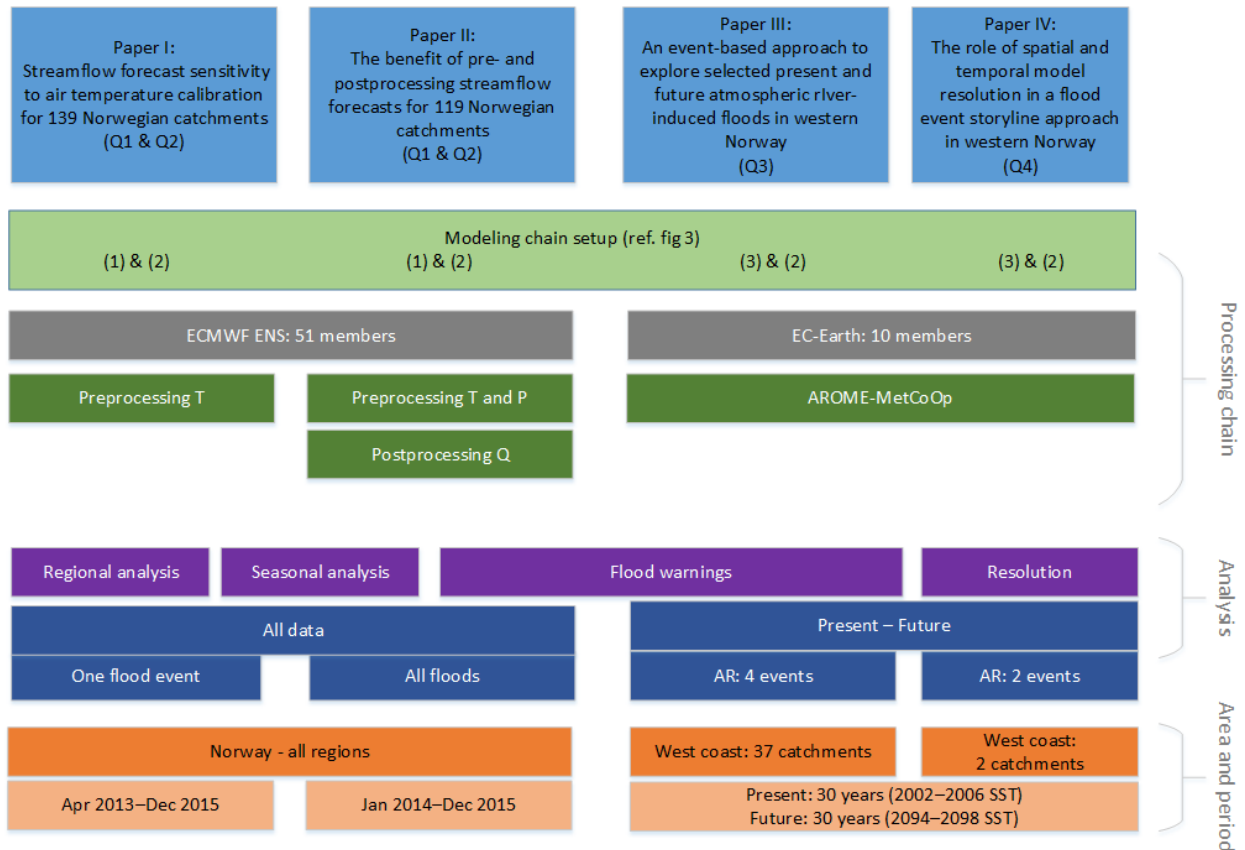 Paper I:
Streamflow forecast sensitivity
to air temperature calibration
for 139 Norwegian catchments
(Q1 & Q2)
Paper II:
The benefit of pre- and
postprocessing streamflow
forecasts for 119 Norwegian
catchments
(Q1 & Q2)
Paper III:
An event-based approach to
explore selected present and
future atmospheric river-
induced floods in western
Norway
(Q3)
Paper IV:
The role of spatial and
temporal model
resolution in a flood
event storyline approach
in western Norway
(Q4)
Modeling chain setup (ref. fig 3)
(1) & (2)
(1) & (2)
(3) & (2)
(3) & (2)
ECMWF ENS: 51 members
EC-Earth: 10 members
Preprocessing T
Preprocessing T and P
AROME-MetCoOp
Postprocessing Q
Processing chain
Regional analysis
Seasonal analysis
Flood warnings
Resolution
All data
Present – Future
One flood event
All floods
AR: 4 events
AR: 2 events
Analysis
Norway - all regions
West coast: 37 catchments
West coast:
2 catchments
Apr 2013–Dec 2015
Jan 2014–Dec 2015
Present: 30 years (2002–2006 SST)
Future: 30 years (2094–2098 SST)
Area and period